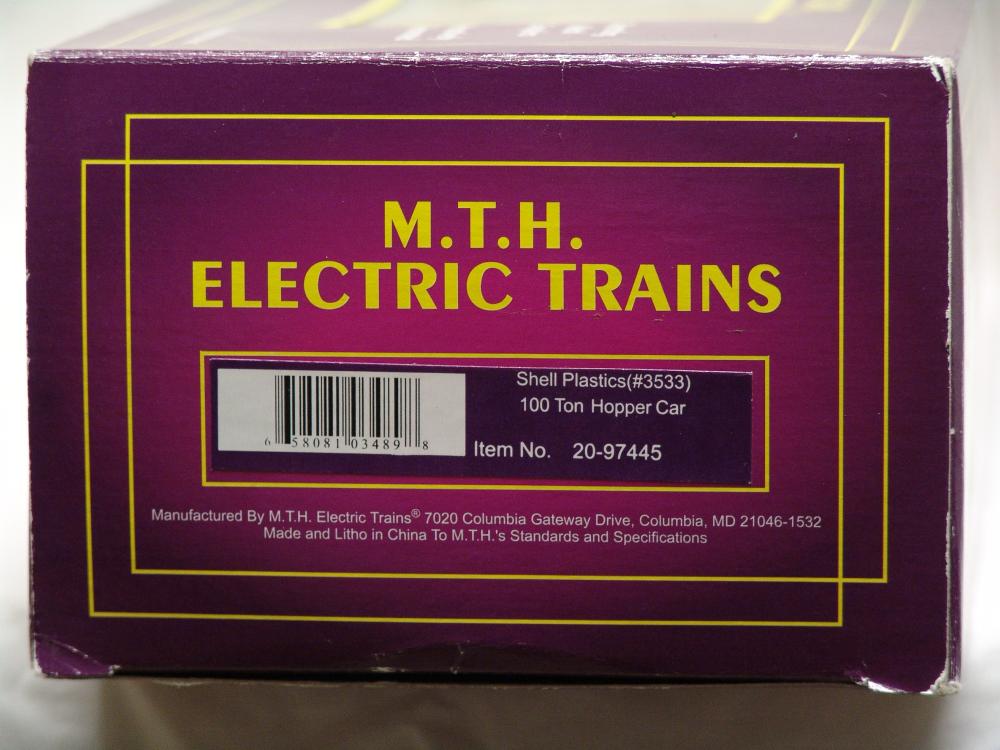 M.T.H.
ELECTRIC TRAINS
Shell Plastics(#3533)
100 Ton Hopper Car
6 58081 03489 8
Item No. 20-97445
Manufactured By M.T.H. Electric Trains® 7020 Columbia Gateway Drive, Columbia, MD 21046-1532
Made and Litho in China To M.T.H.'s Standards and Specifications